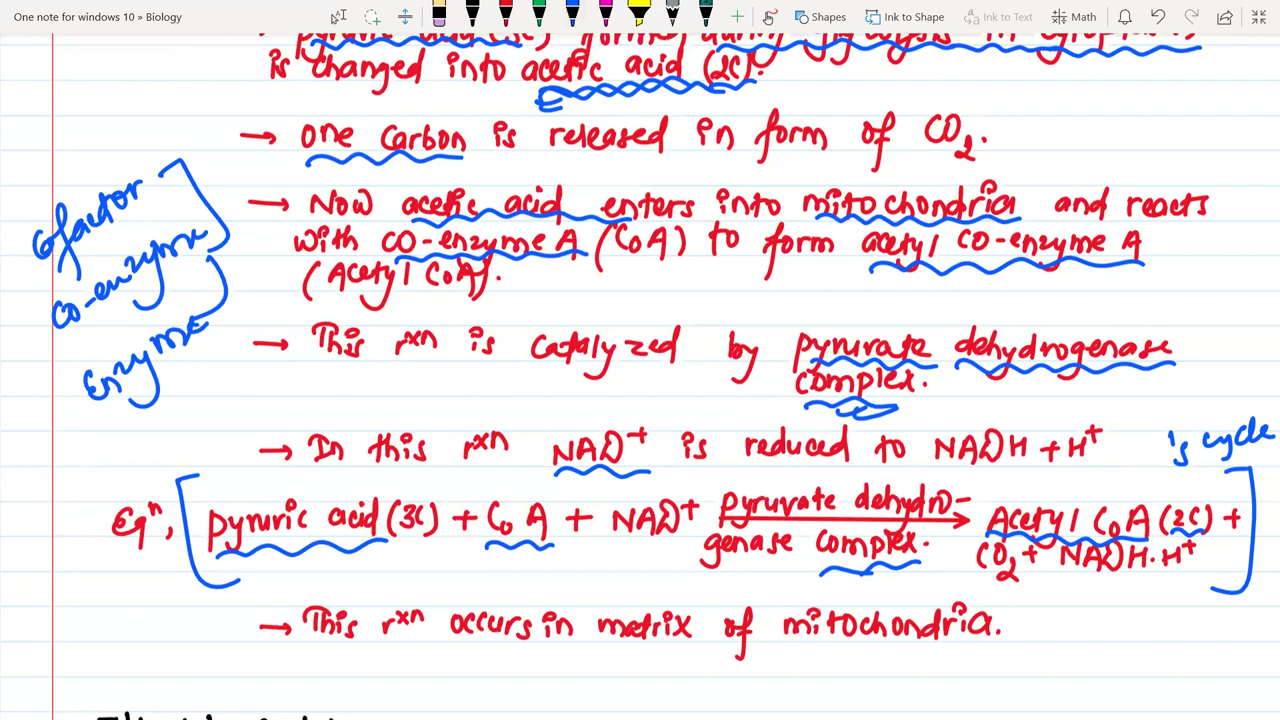 One note for windows 10 » Biology
Shapes Ink to Shape Ink to Text Math
is changed into acetic acid (2C).
→ One carbon is released in form of CO₂.
→ Now acetic acid enters into mitochondria and reacts
with CO-enzyme A (CoA) to form acetyl CO-enzyme A
(Acetyl CoA).
cofactor
co-enzyme
Enzyme
→ This rxn is catalyzed by pyruvate dehydrogenase
complex.
→ In this rxn NAD⁺ is reduced to NADH + H⁺
's cycle
Eqⁿ, pyruvic acid (3C) + CoA + NAD⁺ pyruvate dehydro-genase complex. → Acetyl CoA (2C) +
CO₂ + NADH.H⁺
→ This rxn occurs in matrix of mitochondria.